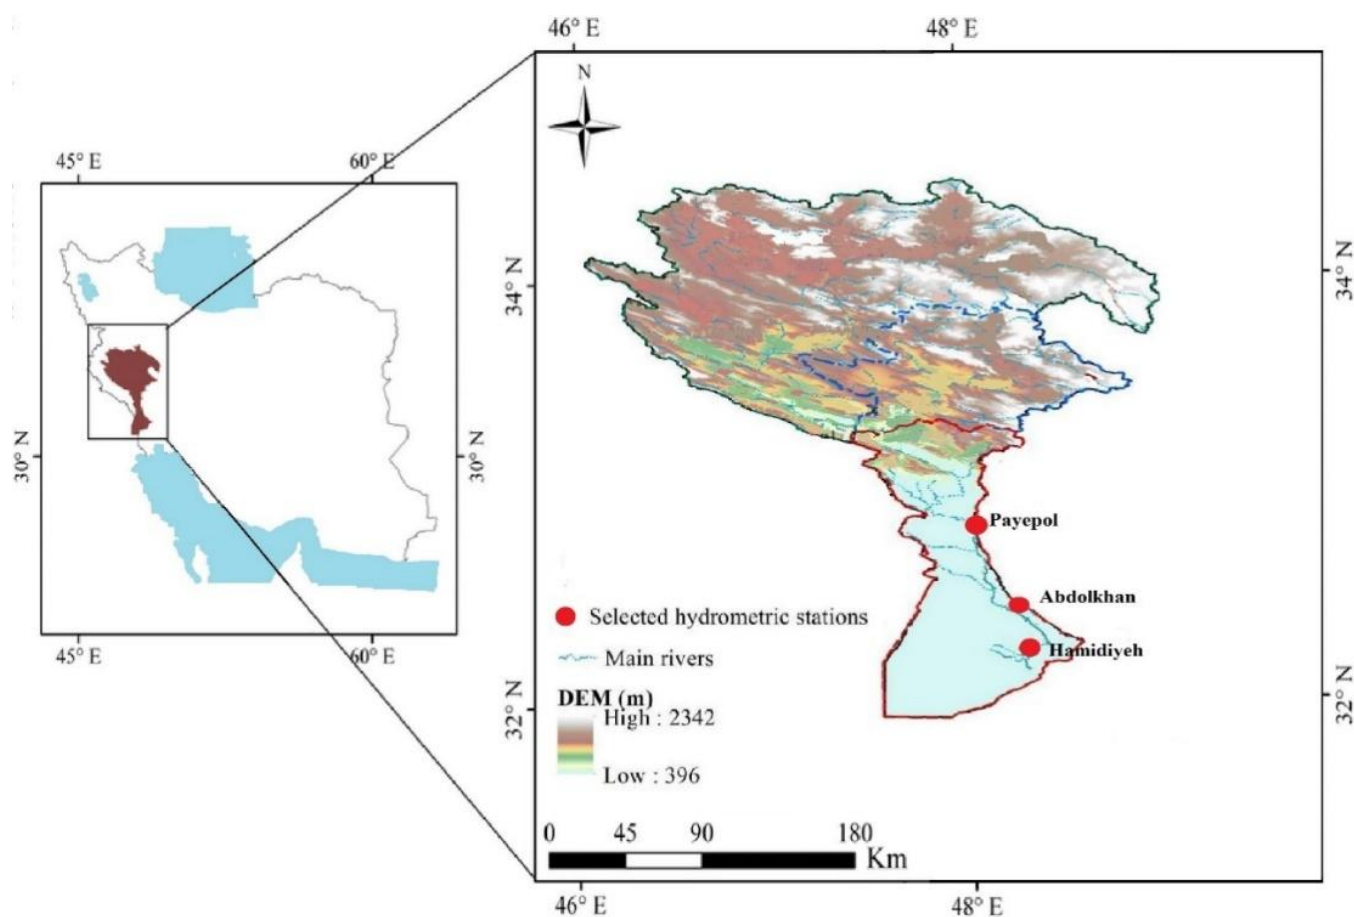 46° E
48° E
N
45° E
60° E
34° N
34° N
30° N
30° N
Payepol
Abdolkhan
Selected hydrometric stations
Hamidiyeh
Main rivers
45° E
60° E
DEM (m)
32° N
32° N
High : 2342
Low : 396
0 45 90 180
Km
46° E
48° E